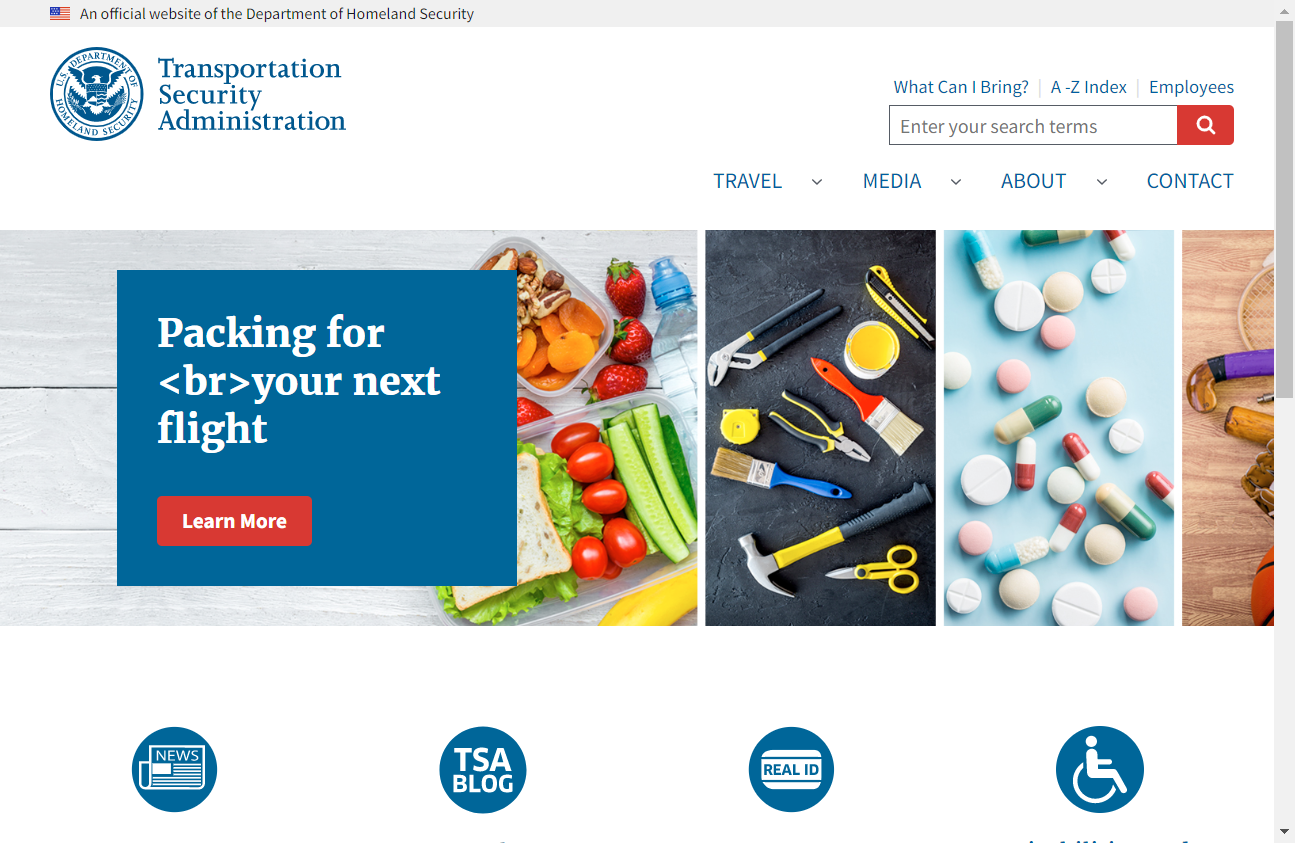 An official website of the Department of Homeland Security
U.S. DEPARTMENT OF
HOMELAND SECURITY
Transportation
Security
Administration
What Can I Bring?
A -Z Index
Employees
Enter your search terms
TRAVEL
MEDIA
ABOUT
CONTACT
Packing for
<br>your next
flight
Learn More
NEWS
TSA
BLOG
REAL ID